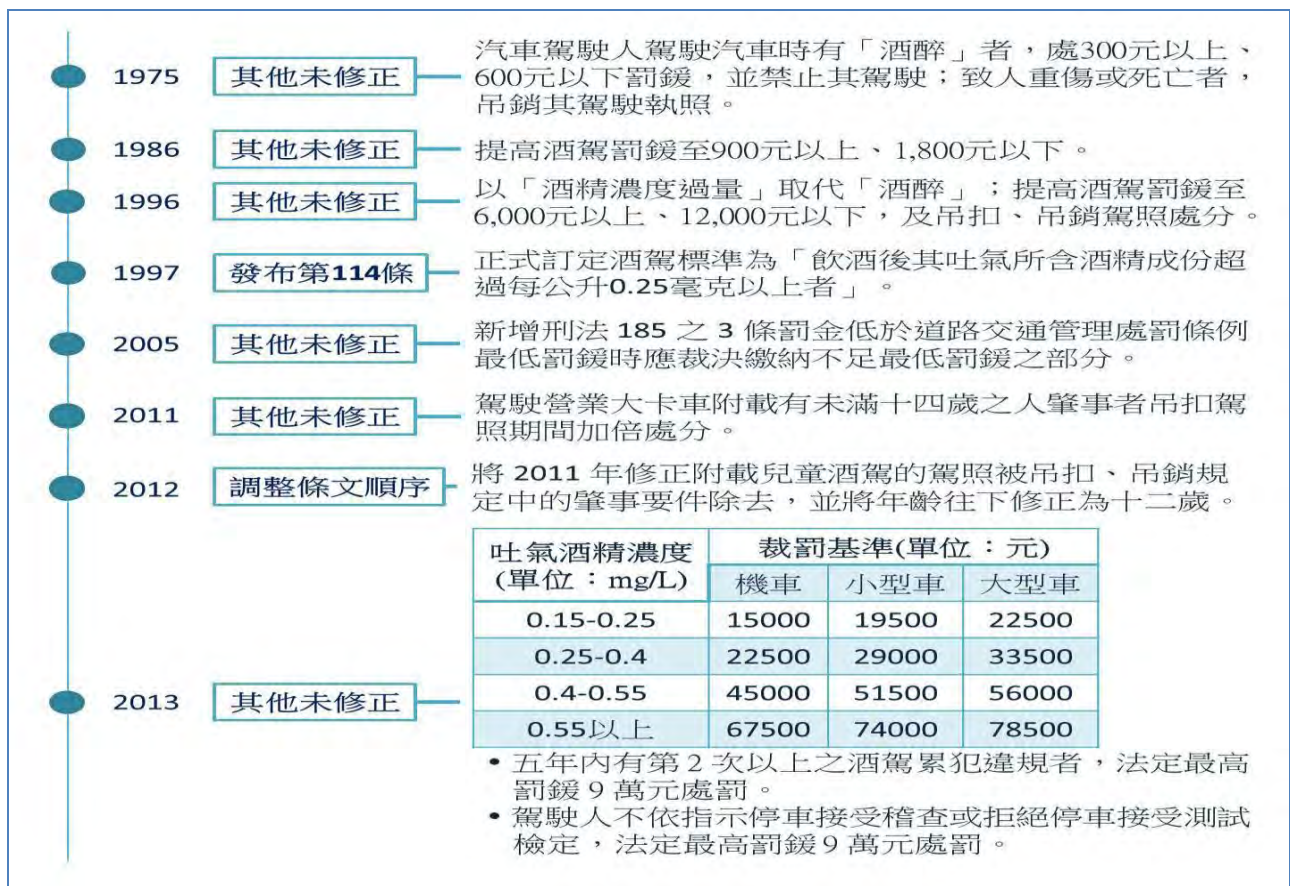 1975
其他未修正
汽車駕駛人駕駛汽車時有「酒醉」者，處300元以上、
600元以下罰鍰，並禁止其駕駛；致人重傷或死亡者，
吊銷其駕駛執照。
1986
其他未修正
提高酒駕罰鍰至900元以上、1,800元以下。
1996
其他未修正
以「酒精濃度過量」取代「酒醉」；提高酒駕罰鍰至
6,000元以上、12,000元以下，及吊扣、吊銷駕照處分。
1997
發布第114條
正式訂定酒駕標準為「飲酒後其吐氣所含酒精成份超
過每公升0.25毫克以上者」。
2005
其他未修正
新增刑法 185 之 3 條罰金低於道路交通管理處罰條例
最低罰鍰時應裁決繳納不足最低罰鍰之部分。
2011
其他未修正
駕駛營業大卡車附載有未滿十四歲之人肇事者吊扣駕
照期間加倍處分。
2012
調整條文順序
將 2011 年修正附載兒童酒駕的駕照被吊扣、吊銷規
定中的肇事要件除去，並將年齡往下修正為十二歲。
2013
其他未修正
吐氣酒精濃度
(單位：mg/L)
裁罰基準(單位：元)
機車 小型車 大型車
0.15-0.25 15000 19500 22500
0.25-0.4 22500 29000 33500
0.4-0.55 45000 51500 56000
0.55以上 67500 74000 78500
• 五年內有第 2 次以上之酒駕累犯違規者，法定最高
罰鍰 9 萬元處罰。
• 駕駛人不依指示停車接受稽查或拒絕停車接受測試
檢定，法定最高罰鍰 9 萬元處罰。